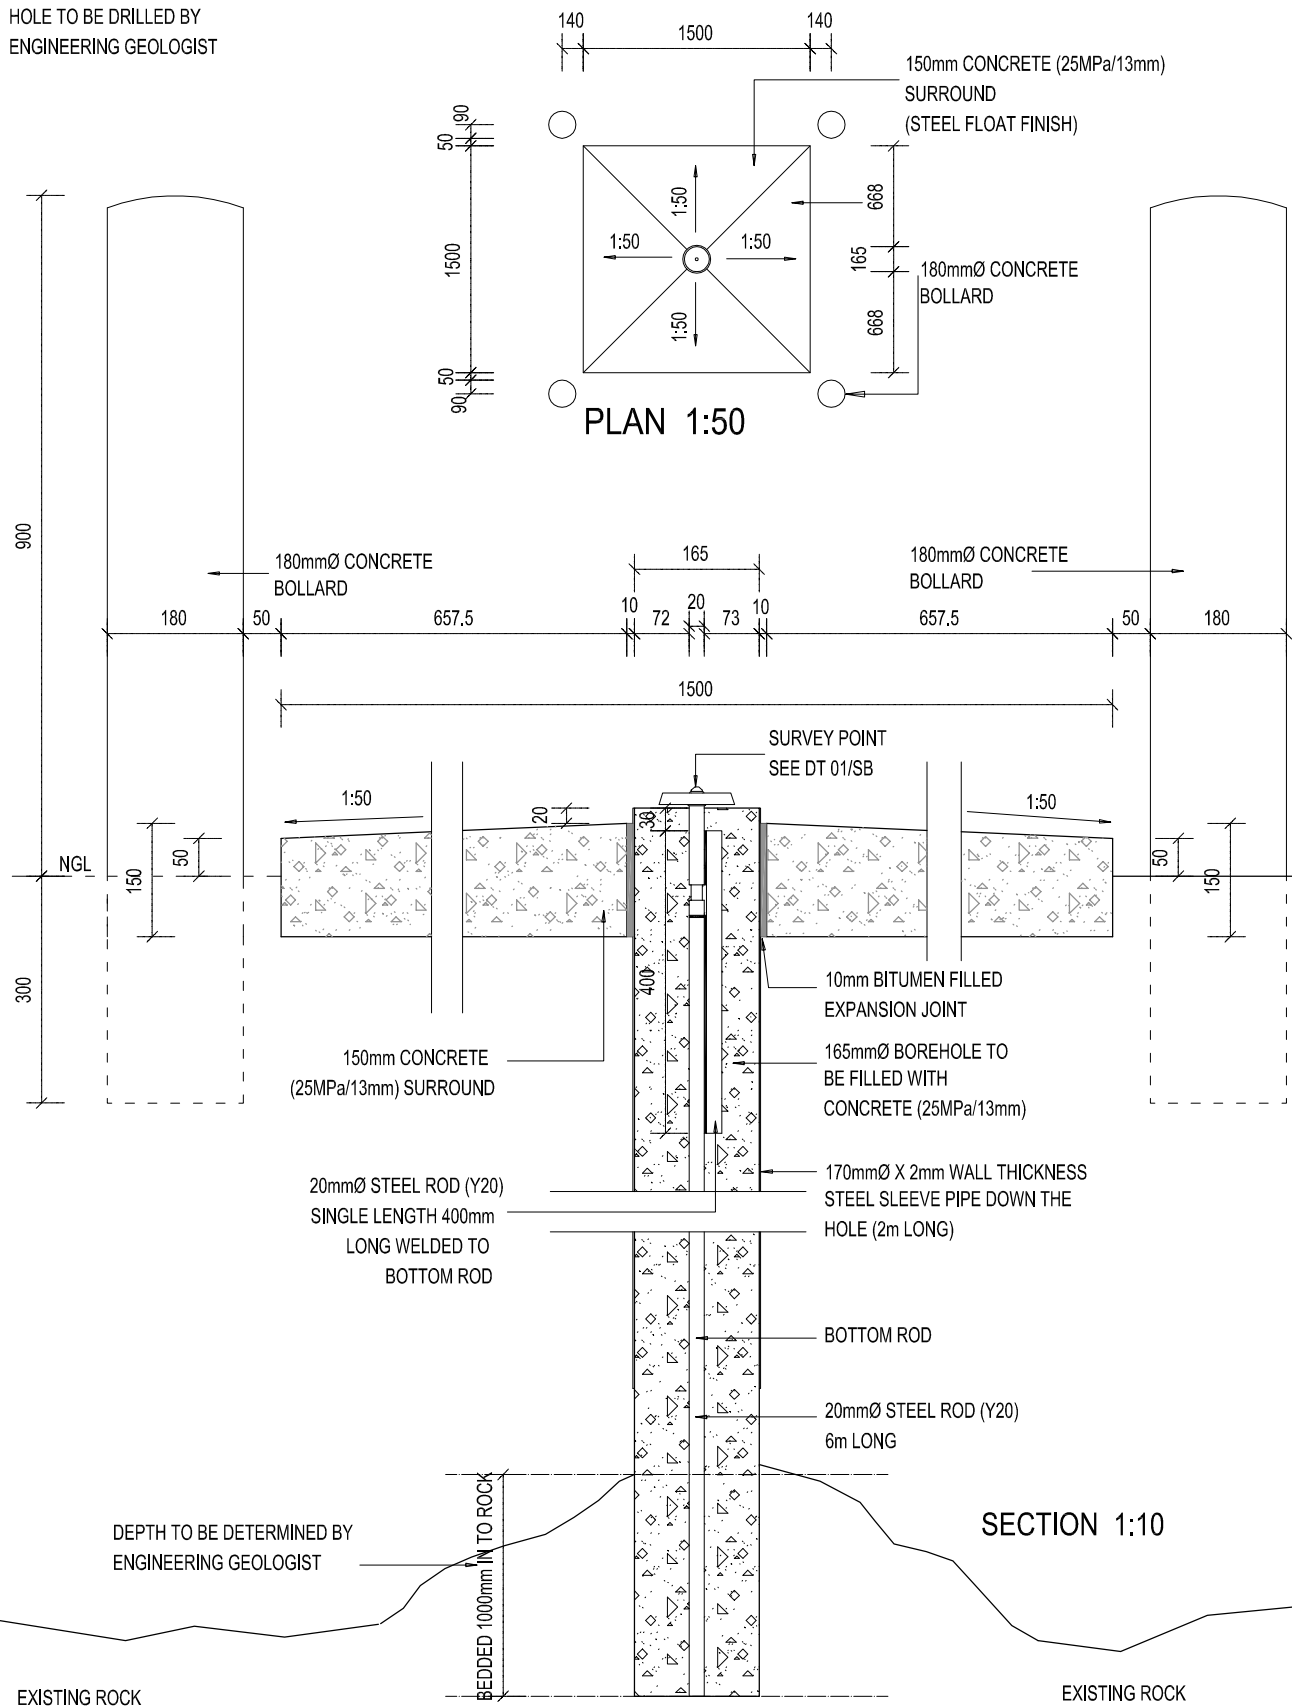 HOLE TO BE DRILLED BY
ENGINEERING GEOLOGIST
140
1500
140
150mm CONCRETE (25MPa/13mm)
SURROUND
(STEEL FLOAT FINISH)
90
50
1500
50
90
1:50
1:50
1:50
1:50
668
165
668
180mmØ CONCRETE
BOLLARD
PLAN 1:50
900
300
180mmØ CONCRETE
BOLLARD
165
180mmØ CONCRETE
BOLLARD
180
50
657.5
10
72
20
73
10
657.5
50
180
1500
SURVEY POINT
SEE DT 01/SB
1:50
20
1:50
NGL
150
50
50
150
400
10mm BITUMEN FILLED
EXPANSION JOINT
150mm CONCRETE
(25MPa/13mm) SURROUND
165mmØ BOREHOLE TO
BE FILLED WITH
CONCRETE (25MPa/13mm)
20mmØ STEEL ROD (Y20)
SINGLE LENGTH 400mm
LONG WELDED TO
BOTTOM ROD
170mmØ X 2mm WALL THICKNESS
STEEL SLEEVE PIPE DOWN THE
HOLE (2m LONG)
BOTTOM ROD
20mmØ STEEL ROD (Y20)
6m LONG
BEDDED 1000mm IN TO ROCK
SECTION 1:10
DEPTH TO BE DETERMINED BY
ENGINEERING GEOLOGIST
EXISTING ROCK
EXISTING ROCK